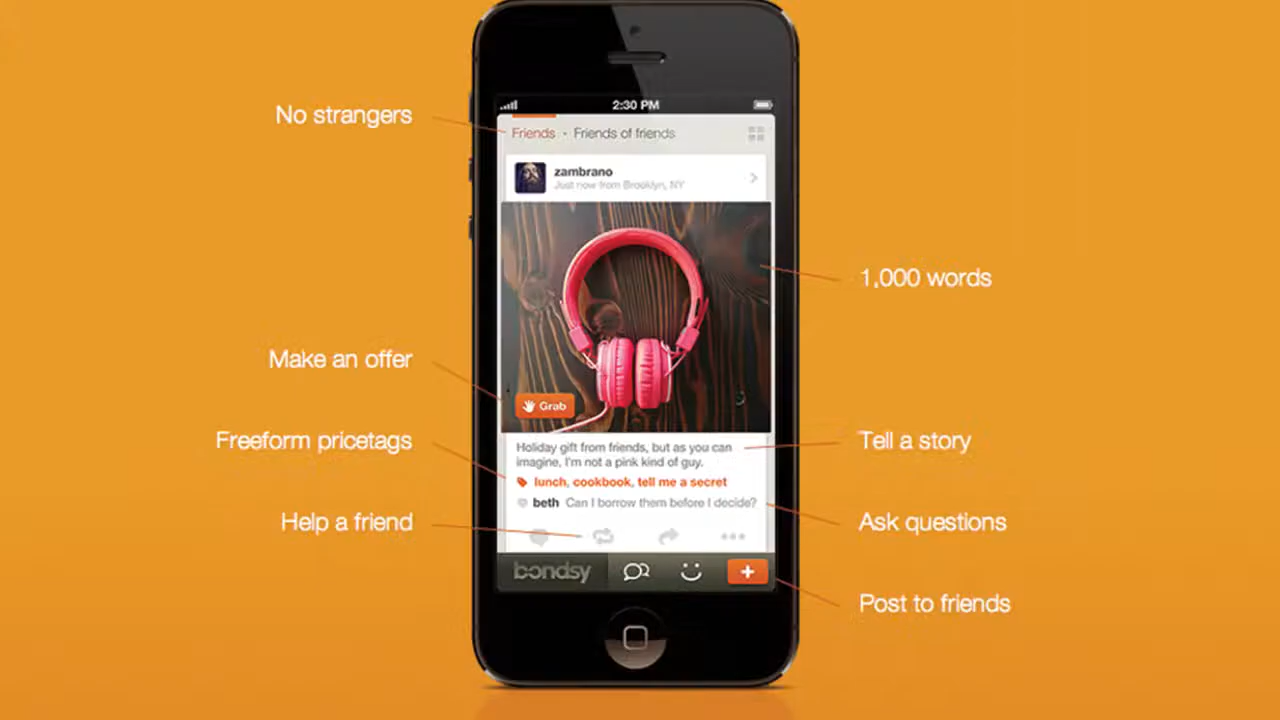 2:30 PM
No strangers
Friends • Friends of friends
zambrano
Just now from Brooklyn, NY
1,000 words
Make an offer
Grab
Freeform pricetags
Holiday gift from friends, but as you can
imagine, I'm not a pink kind of guy.
Tell a story
lunch, cookbook, tell me a secret
beth Can I borrow them before I decide?
Help a friend
Ask questions
bondsy
Post to friends